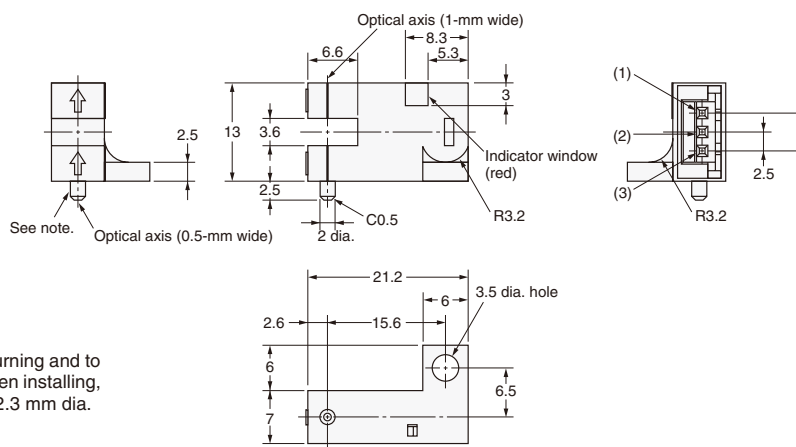 Optical axis (1-mm wide)
8.3
6.6
5.3
(1)
3
2.5
13
3.6
(2)
Indicator window
(red)
2.5
2.5
(3)
See note.
Optical axis (0.5-mm wide)
C0.5
2 dia.
R3.2
R3.2
21.2
6
3.5 dia. hole
2.6
15.6
urning and to
en installing,
2.3 mm dia.
6
6.5
7